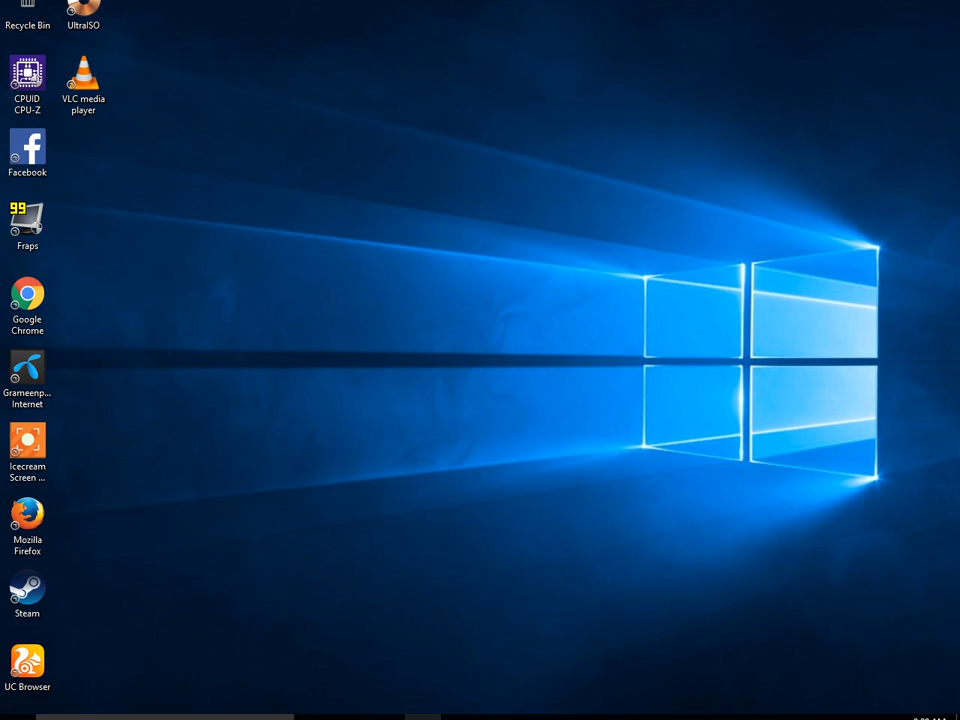 Recycle Bin
UltraISO
CPUID
CPU-Z
VLC media
player
Facebook
99
Fraps
Google
Chrome
Grameenp...
Internet
Icecream
Screen ...
Mozilla
Firefox
Steam
UC Browser